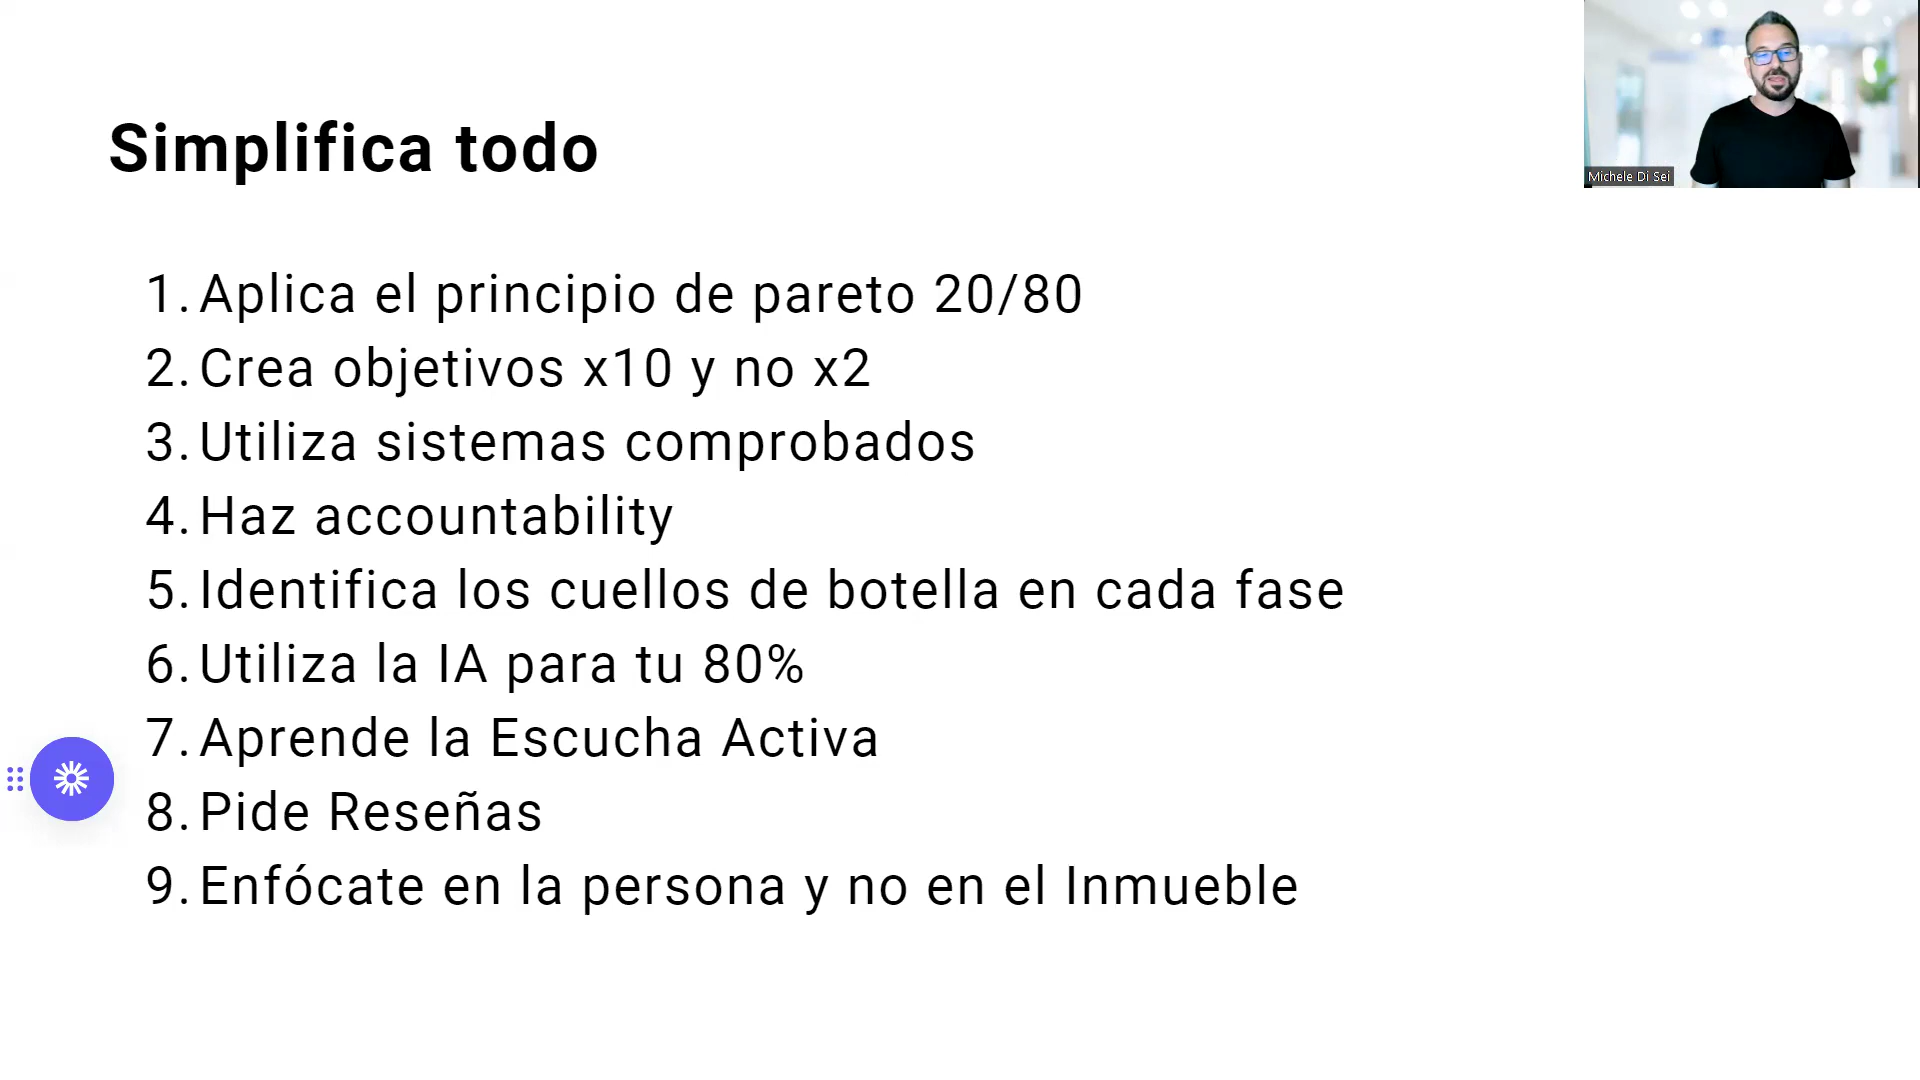 Simplifica todo
Michele Di Sei
1. Aplica el principio de pareto 20/80
2. Crea objetivos x10 y no x2
3. Utiliza sistemas comprobados
4. Haz accountability
5. Identifica los cuellos de botella en cada fase
6. Utiliza la IA para tu 80%
7. Aprende la Escucha Activa
8. Pide Reseñas
9. Enfócate en la persona y no en el Inmueble